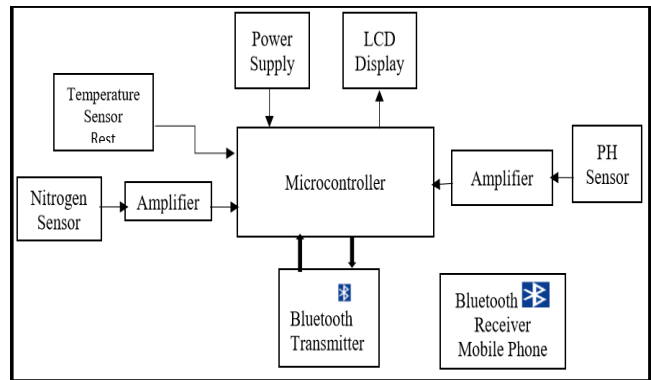 Power
Supply
LCD
Display
Temperature
Sensor
Rest
Microcontroller
Amplifier
PH
Sensor
Nitrogen
Sensor
Amplifier
Bluetooth
Transmitter
Bluetooth
Receiver
Mobile Phone